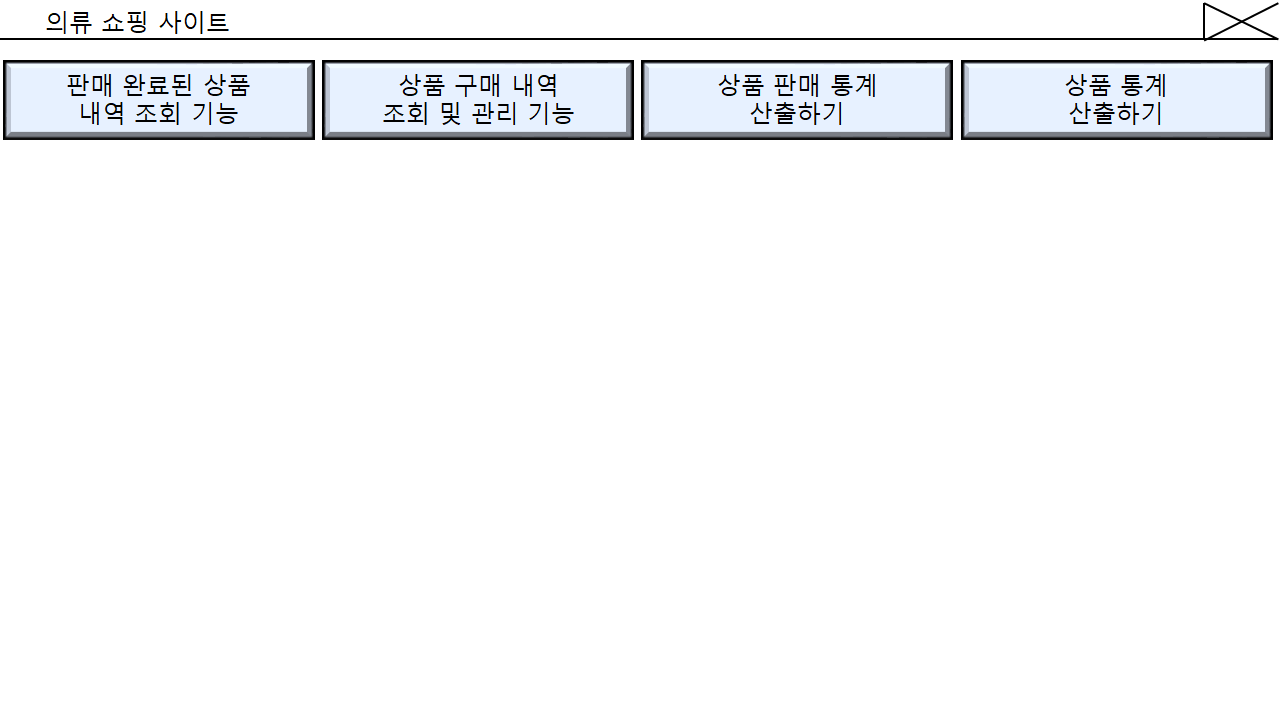 의류 쇼핑 사이트
판매 완료된 상품
내역 조회 기능
상품 구매 내역
조회 및 관리 기능
상품 판매 통계
산출하기
상품 통계
산출하기